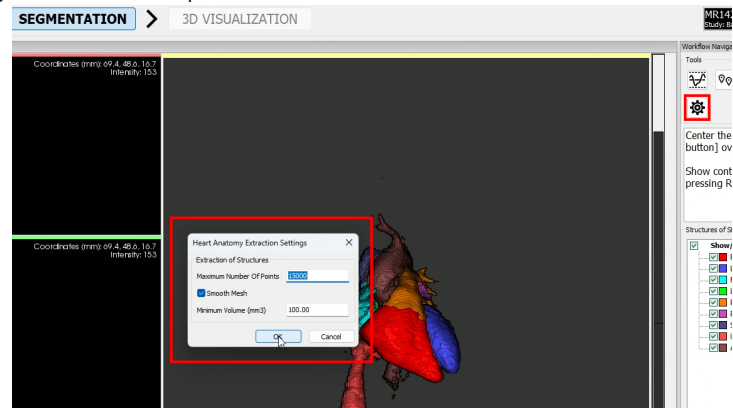 SEGMENTATION
3D VISUALIZATION
Study:
Workflow
Tools
Coordinates (mm): 69.4, 48.6, 16.7
Intensity: 153
Center the
button] ov
Show cont
pressing R
Structures of
Show/
Coordinates (mm): 69.4, 48.6, 16.7
Intensity: 153
Heart Anatomy Extraction Settings
Extraction of Structures
Maximum Number Of Points 15000
Smooth Mesh
Minimum Volume (mm3) 100.00
OK Cancel